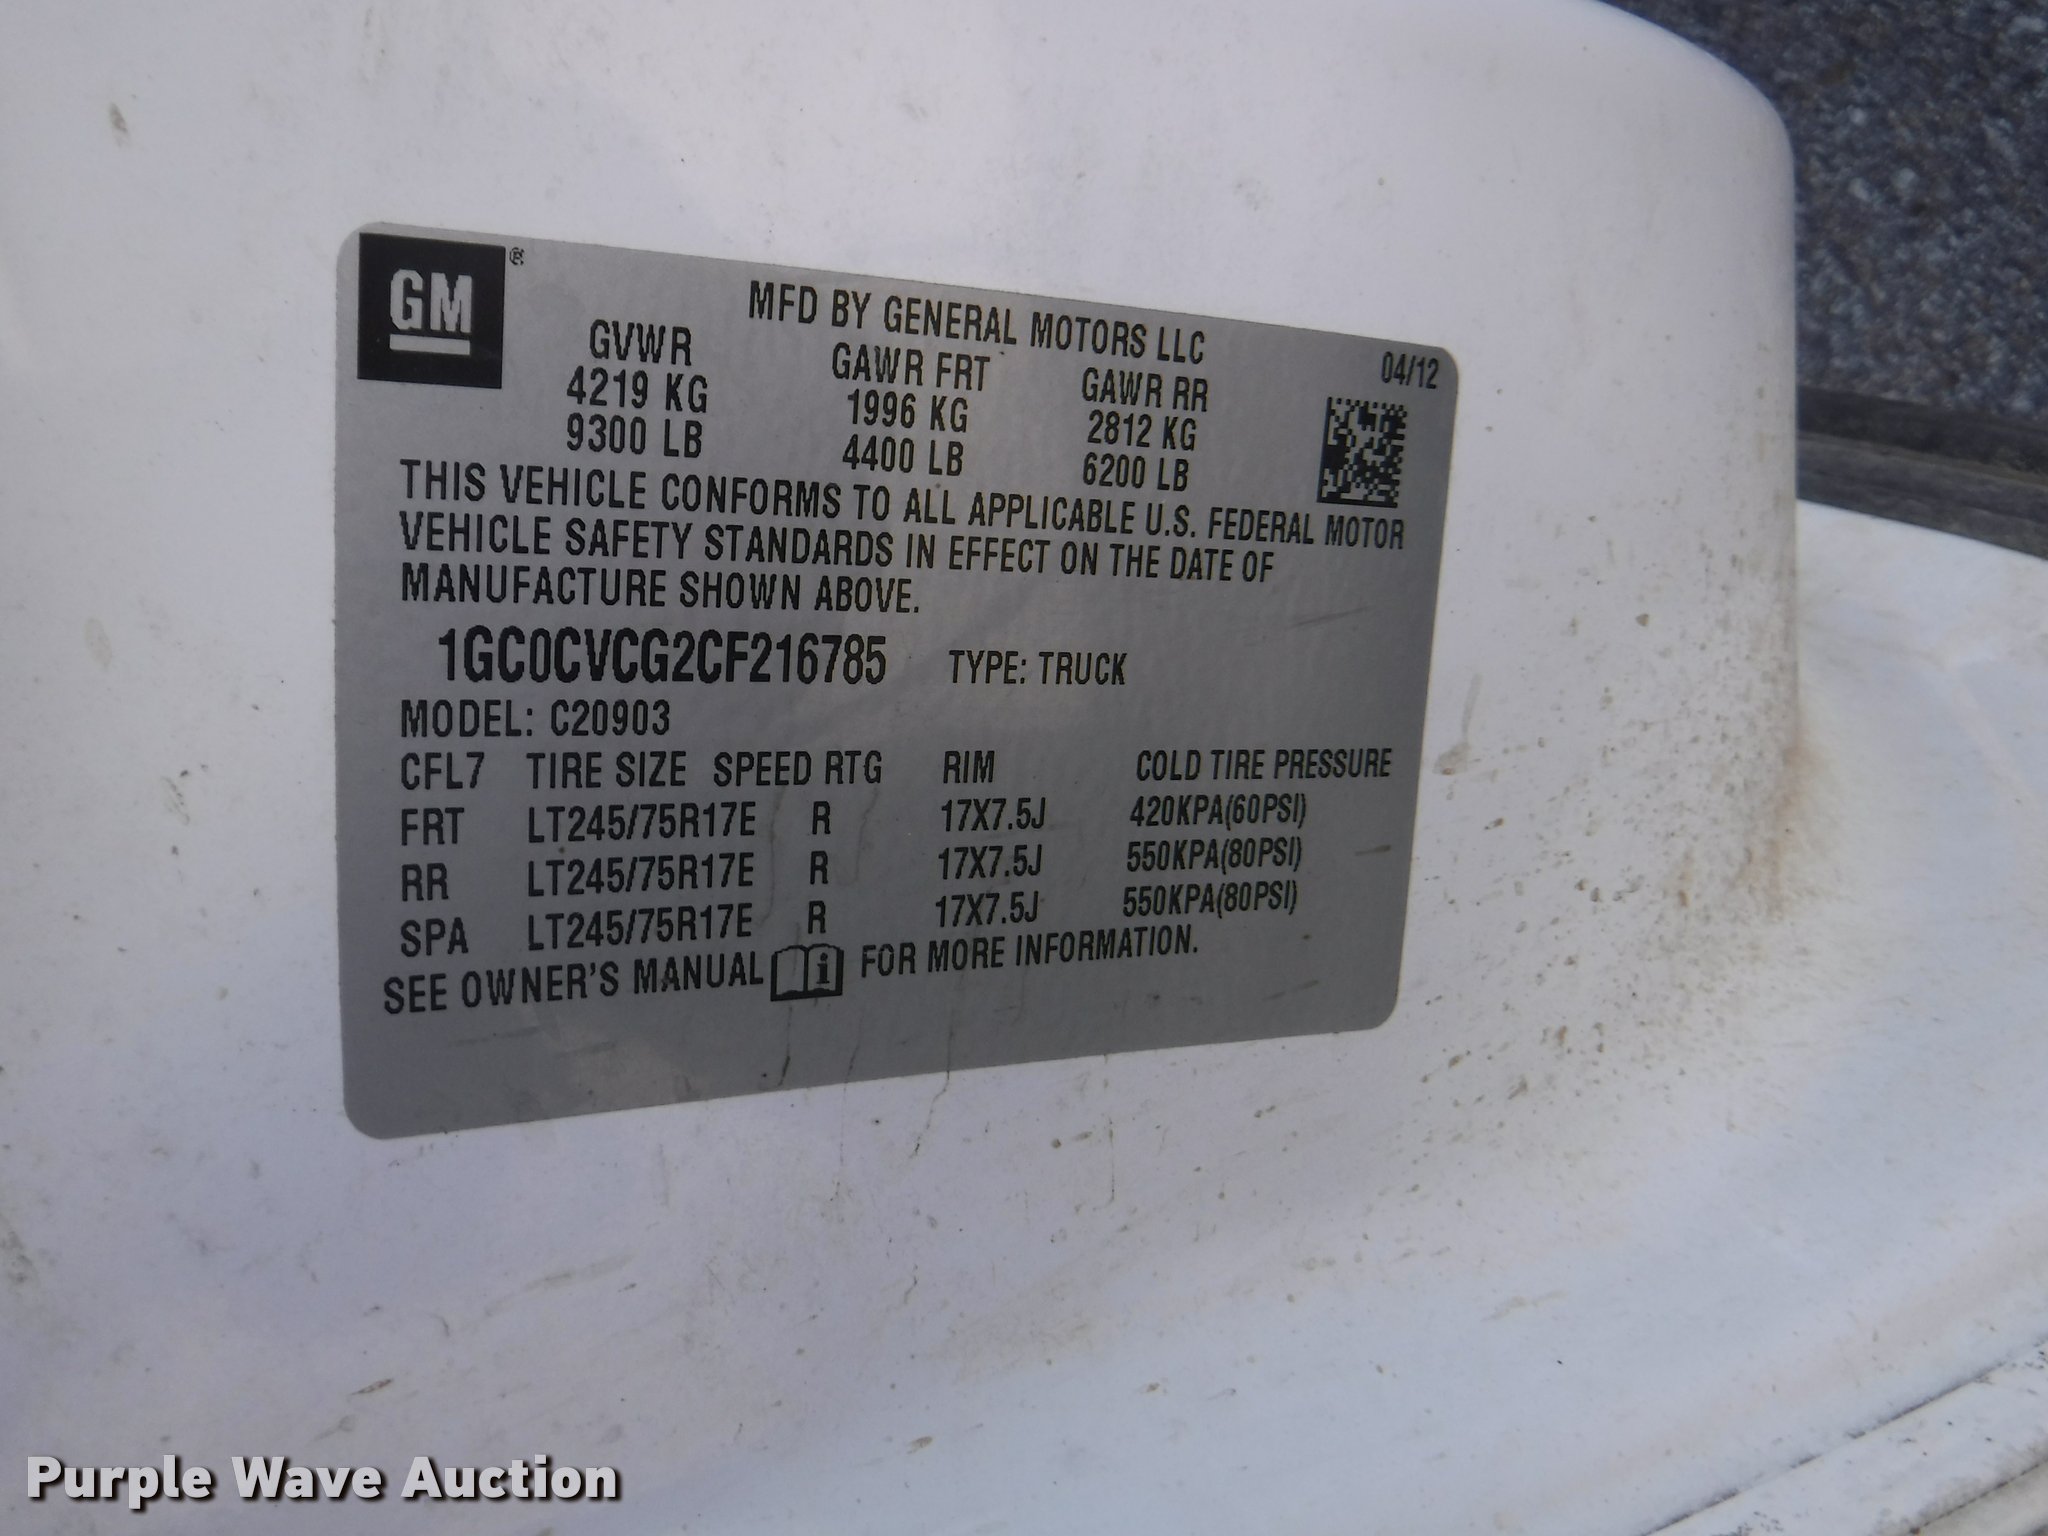 GM®
MFD BY GENERAL MOTORS LLC
04/12
GVWR GAWR FRT GAWR RR
4219 KG 1996 KG 2812 KG
9300 LB 4400 LB 6200 LB
THIS VEHICLE CONFORMS TO ALL APPLICABLE U.S. FEDERAL MOTOR
VEHICLE SAFETY STANDARDS IN EFFECT ON THE DATE OF
MANUFACTURE SHOWN ABOVE.
1GC0CVCG2CF216785 TYPE: TRUCK
MODEL: C20903
CFL7 TIRE SIZE SPEED RTG RIM COLD TIRE PRESSURE
FRT LT245/75R17E R 17X7.5J 420KPA(60PSI)
RR LT245/75R17E R 17X7.5J 550KPA(80PSI)
SPA LT245/75R17E R 17X7.5J 550KPA(80PSI)
SEE OWNER'S MANUAL i FOR MORE INFORMATION.
Purple Wave Auction